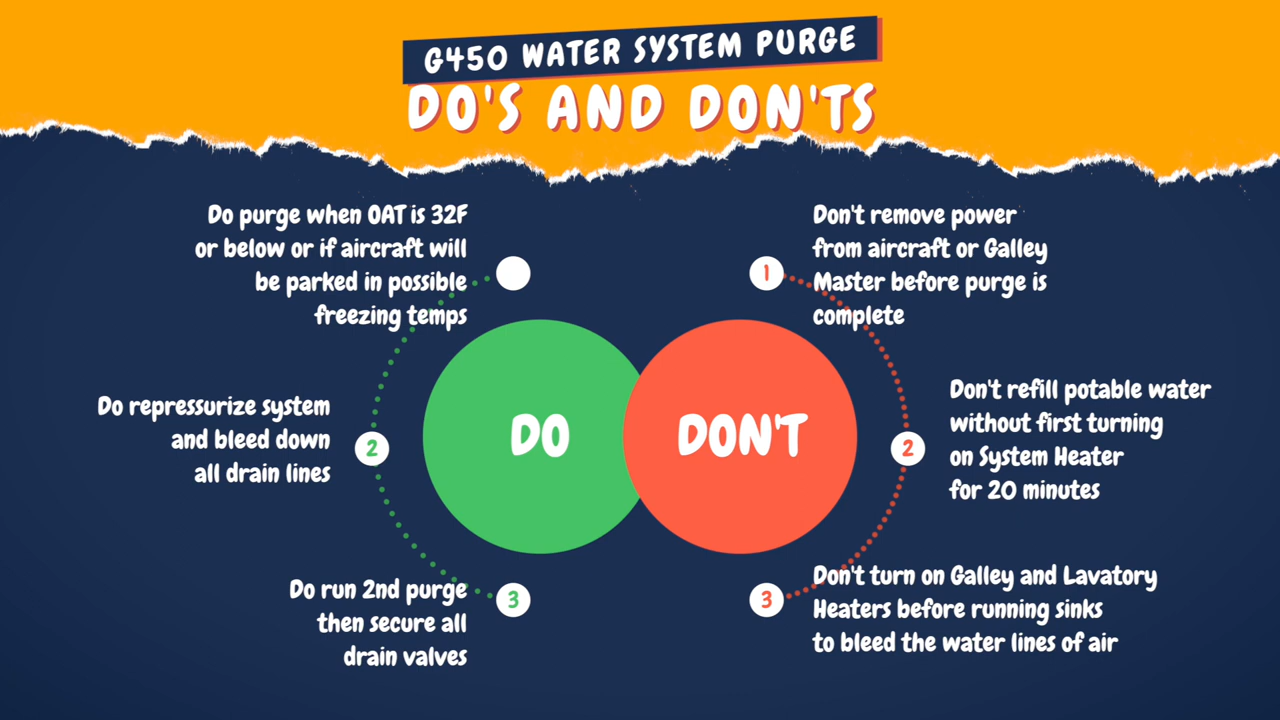 G450 WATER SYSTEM PURGE
DO'S AND DON'TS
Do purge when OAT is 32F
or below or if aircraft will
be parked in possible
freezing temps
2
Do repressurize system
and bleed down
all drain lines
3
Do run 2nd purge
then secure all
drain valves
DO
DON'T
1
Don't remove power
from aircraft or Galley
Master before purge is
complete
2
Don't refill potable water
without first turning
on System Heater
for 20 minutes
3
Don't turn on Galley and Lavatory
Heaters before running sinks
to bleed the water lines of air